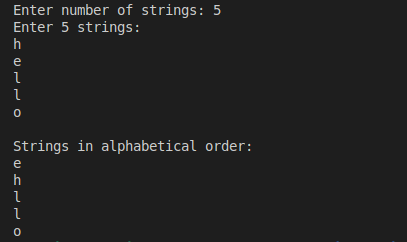 Enter number of strings: 5
Enter 5 strings:
h
e
l
l
o

Strings in alphabetical order:
e
h
l
l
o